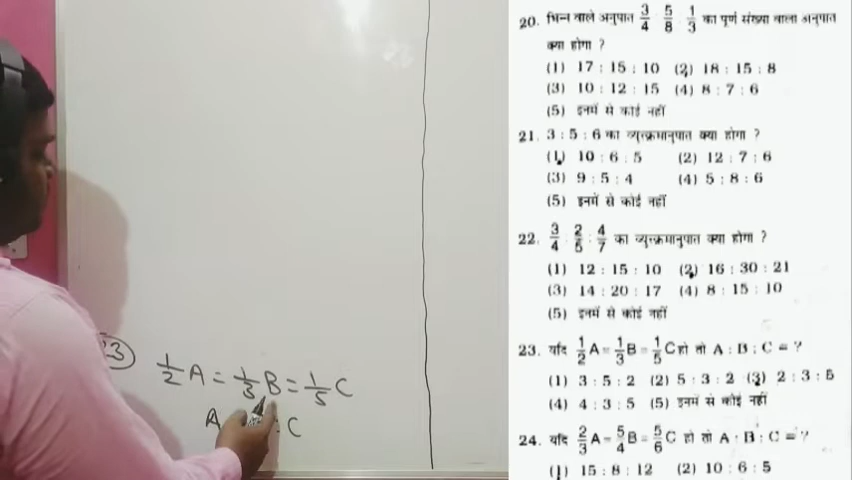 23 1/2 A = 1/3 B = 1/5 C
A : C
20. भिन्न वाले अनुपात 3/4 : 5/8 : 1/3 का पूर्ण संख्या वाला अनुपात
क्या होगा ?
(1) 17 : 15 : 10 (2) 18 : 15 : 8
(3) 10 : 12 : 15 (4) 8 : 7 : 6
(5) इनमें से कोई नहीं
21. 3 : 5 : 6 का व्युत्क्रमानुपात क्या होगा ?
(1) 10 : 6 : 5 (2) 12 : 7 : 6
(3) 9 : 5 : 4 (4) 5 : 8 : 6
(5) इनमें से कोई नहीं
22. 3/4 : 2/5 : 4/7 का व्युत्क्रमानुपात क्या होगा ?
(1) 12 : 15 : 10 (2) 16 : 30 : 21
(3) 14 : 20 : 17 (4) 8 : 15 : 10
(5) इनमें से कोई नहीं
23. यदि 1/2 A = 1/3 B = 1/5 C हो तो A : B : C = ?
(1) 3 : 5 : 2 (2) 5 : 3 : 2 (3) 2 : 3 : 5
(4) 4 : 3 : 5 (5) इनमें से कोई नहीं
24. यदि 2/3 A = 5/4 B = 5/6 C हो तो A : B : C = ?
(1) 15 : 8 : 12 (2) 10 : 6 : 5